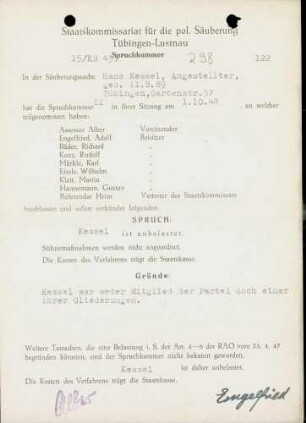 Staatskommissariat für die pol. Säuberung
Tübingen-Lustnau
Spruchkammer
15/KB 298 122
In der Säuberungssache Hans Kessel, Angestellter,
geb. 11.8.89
Tübingen, Gartenstr.57
hat die Spruchkammer II in ihrer Sitzung am 1.10.48 , an welcher
teilgenommen haben:
Assessor Alber Vorsitzender
Engelfried, Adolf Beisitzer
Bäder, Richard "
Kanz, Rudolf "
Märkle, Karl "
Eisele, Wilhelm "
Klett, Martin "
Hannemann, Gustav "
Referendar Heim Vertreter des Staatskommissars
beschlossen und sofort verkündet folgenden
SPRUCH:
Kessel
ist unbelastet.
Sühnemaßnahmen werden nicht angeordnet.
Die Kosten des Verfahrens trägt die Staatskasse.
Gründe:
Kessel war weder Mitglied der Partei noch einer
ihrer Gliederungen.
Weitere Tatsachen, die eine Belastung i. S. der Art. 4—9 der RAO vom 25. 4. 47
begründen könnten, sind der Spruchkammer nicht bekannt geworden.
Kessel ist daher unbelastet.
Die Kosten des Verfahrens trägt die Staatskasse.
Engelfried